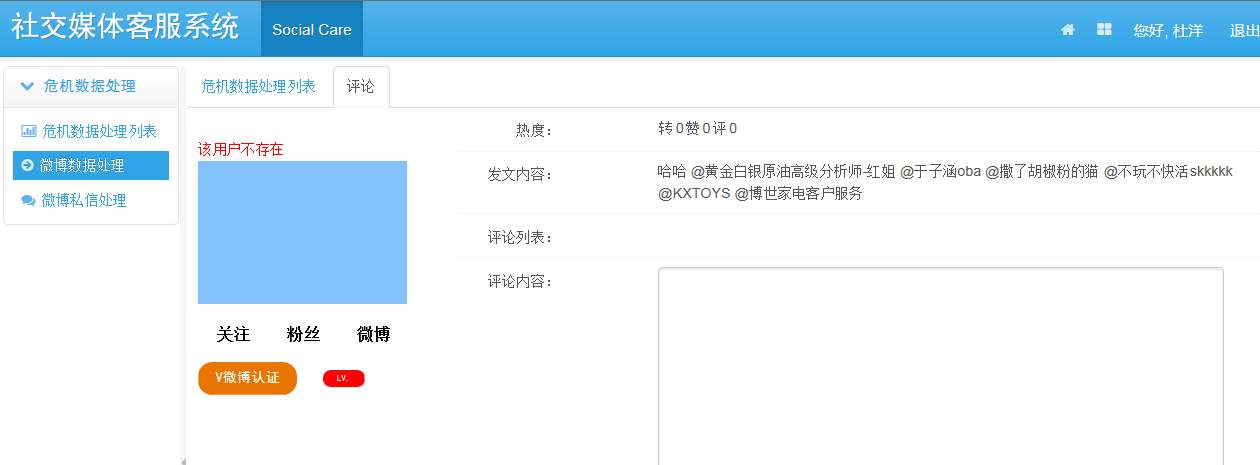 社交媒体客服系统
Social Care
您好, 杜洋
退出
危机数据处理
危机数据处理列表
微博数据处理
微博私信处理
危机数据处理列表
评论
该用户不存在
关注 粉丝 微博
V微博认证
LV.
热度：
转0赞0评0
发文内容：
哈哈 @黄金白银原油高级分析师-红姐 @于子涵oba @撒了胡椒粉的猫 @不玩不快活skkkkk
@KXTOYS @博世家电客户服务
评论列表：
评论内容：